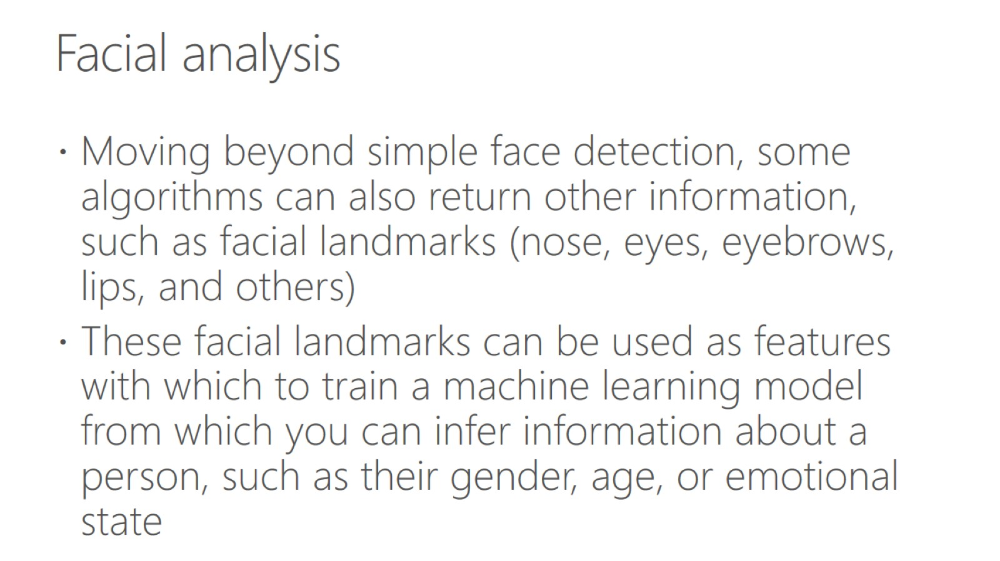 Facial analysis
• Moving beyond simple face detection, some
algorithms can also return other information,
such as facial landmarks (nose, eyes, eyebrows,
lips, and others)
• These facial landmarks can be used as features
with which to train a machine learning model
from which you can infer information about a
person, such as their gender, age, or emotional
state